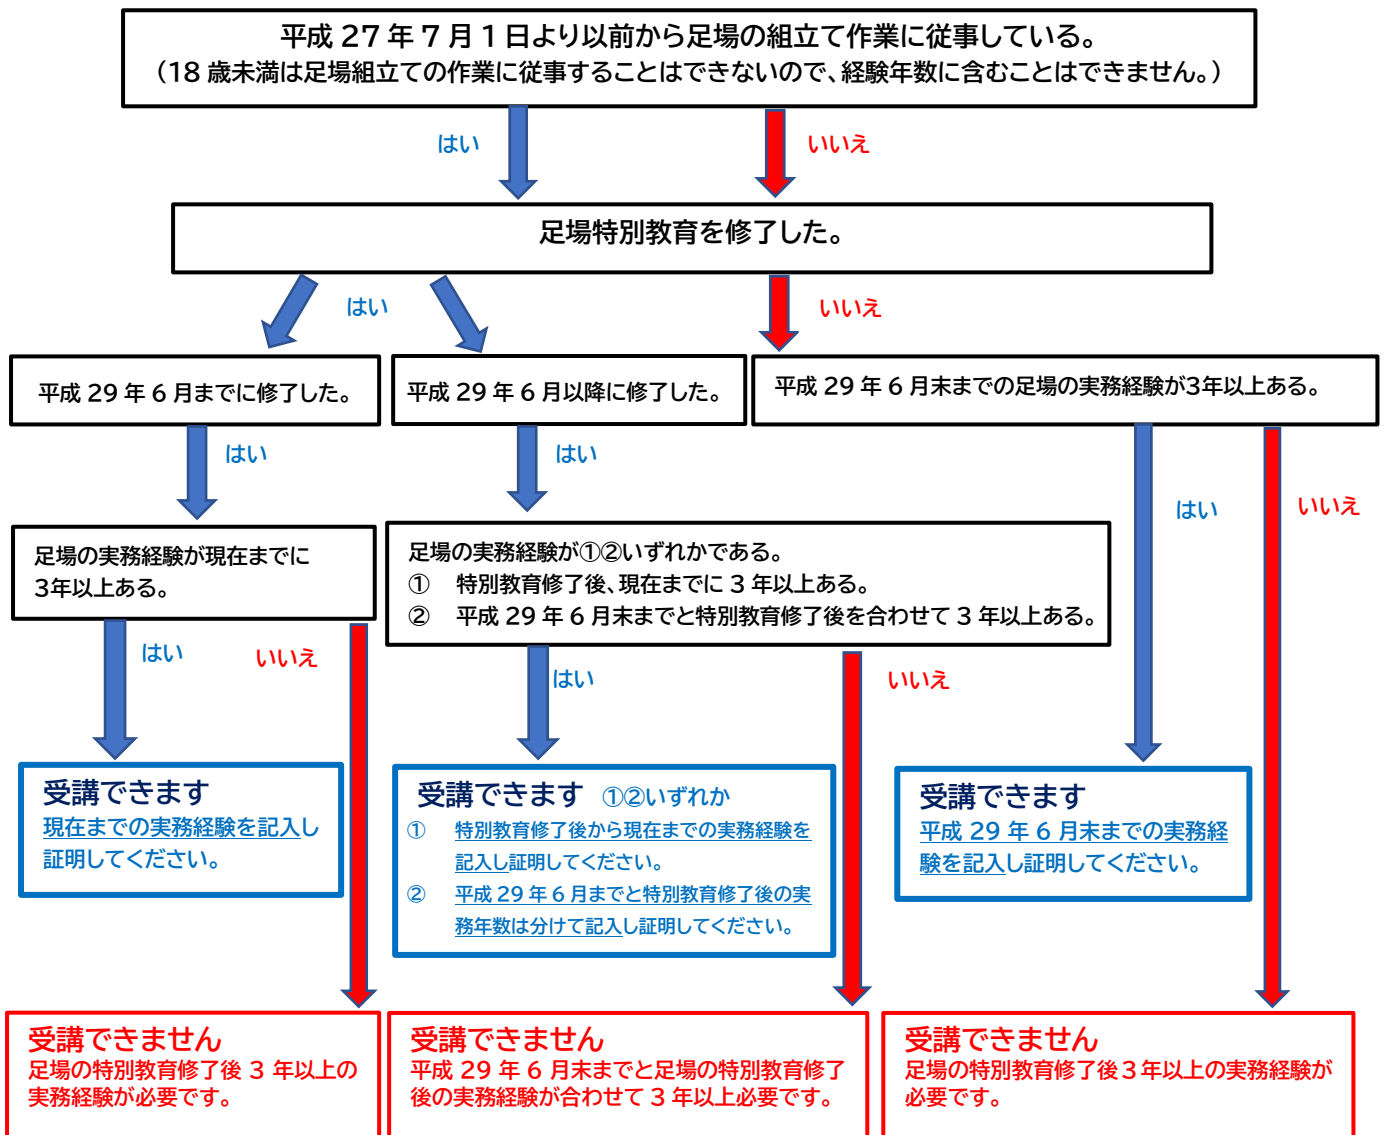 平成 27 年 7 月 1 日より以前から足場の組立て作業に従事している。
（18 歳未満は足場組立ての作業に従事することはできないので、経験年数に含むことはできません。）
はい
いいえ
足場特別教育を修了した。
はい
いいえ
平成 29 年 6 月までに修了した。
平成 29 年 6 月以降に修了した。
平成 29 年 6 月末までの足場の実務経験が3年以上ある。
はい
はい
はい
いいえ
足場の実務経験が現在までに
3年以上ある。
足場の実務経験が①②いずれかである。
① 特別教育修了後、現在までに 3 年以上ある。
② 平成 29 年 6 月末までと特別教育修了後を合わせて 3 年以上ある。
はい
いいえ
はい
いいえ
受講できます
現在までの実務経験を記入し
証明してください。
受講できます ①②いずれか
① 特別教育修了後から現在までの実務経験を
記入し証明してください。
② 平成 29 年 6 月までと特別教育修了後の実
務年数は分けて記入し証明してください。
受講できます
平成 29 年 6 月末までの実務経
験を記入し証明してください。
受講できません
足場の特別教育修了後 3 年以上の
実務経験が必要です。
受講できません
平成 29 年 6 月末までと足場の特別教育修了
後の実務経験が合わせて 3 年以上必要です。
受講できません
足場の特別教育修了後３年以上の実務経験が
必要です。